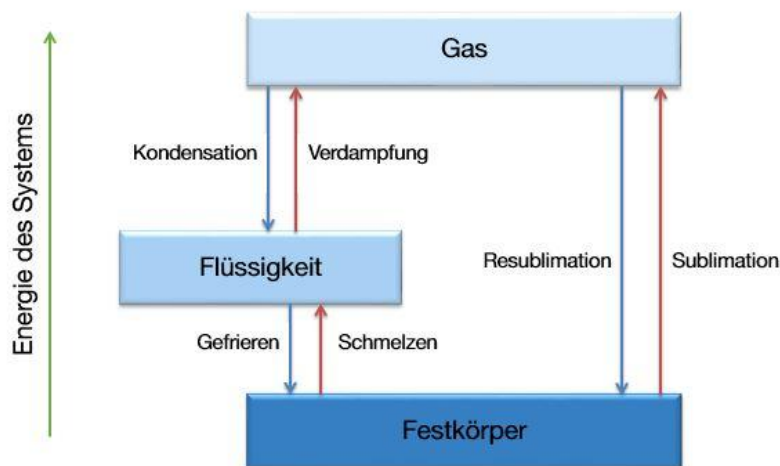 Gas
Energie des Systems
Kondensation
Verdampfung
Flüssigkeit
Resublimation
Sublimation
Gefrieren
Schmelzen
Festkörper